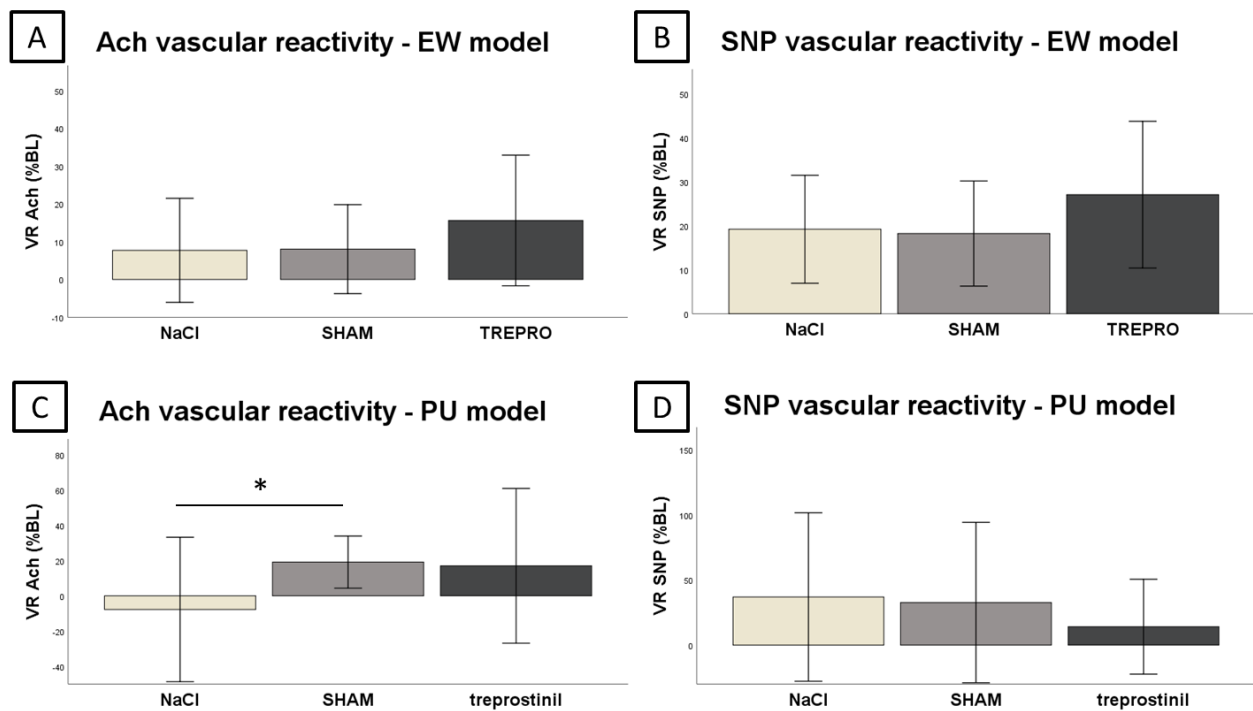 A
Ach vascular reactivity - EW model
VR Ach (%BL)
50
40
30
20
10
0
-10
NaCl
SHAM
TREPRO
B
SNP vascular reactivity - EW model
VR SNP (%BL)
50
40
30
20
10
0
NaCl
SHAM
TREPRO
C
Ach vascular reactivity - PU model
VR Ach (%BL)
80
60
40
20
0
-20
-40
*
NaCl
SHAM
treprostinil
D
SNP vascular reactivity - PU model
VR SNP (%BL)
150
100
50
0
NaCl
SHAM
treprostinil